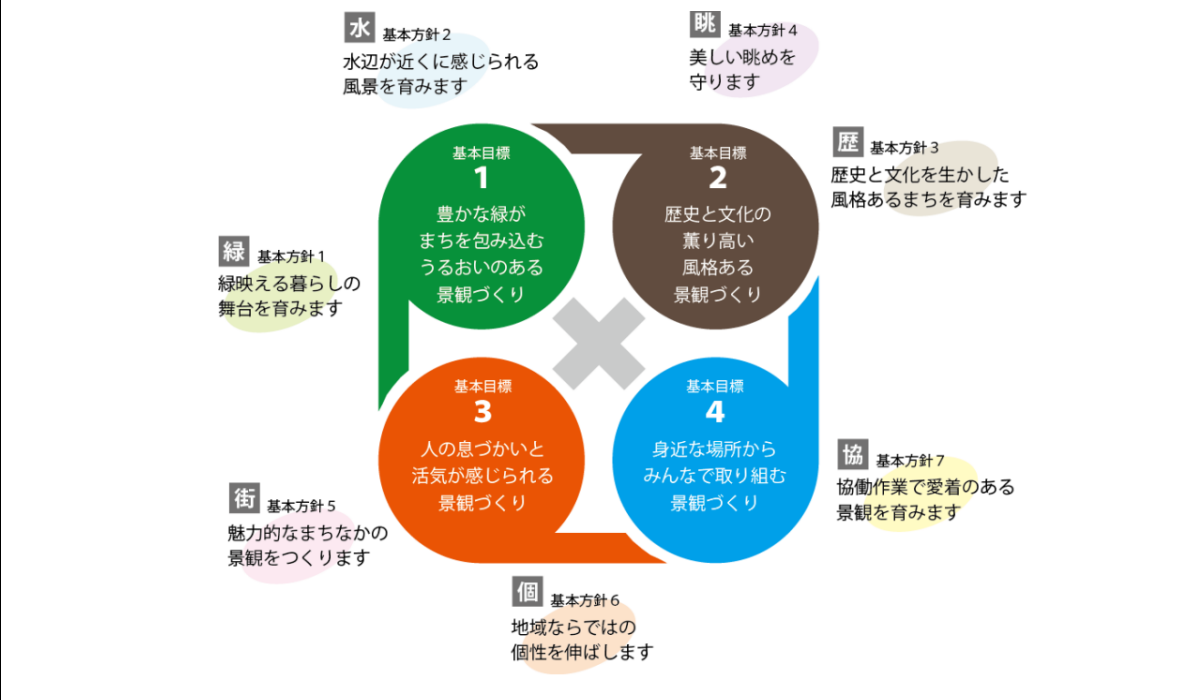 水 基本方針2
水辺が近くに感じられる
風景を育みます
眺 基本方針4
美しい眺めを
守ります
基本目標
1
豊かな緑が
まちを包み込む
うるおいのある
景観づくり
基本目標
2
歴史と文化の
薫り高い
風格ある
景観づくり
歴 基本方針3
歴史と文化を生かした
風格あるまちを育みます
緑 基本方針1
緑映える暮らしの
舞台を育みます
基本目標
3
人の息づかいと
活気が感じられる
景観づくり
基本目標
4
身近な場所から
みんなで取り組む
景観づくり
協 基本方針7
協働作業で愛着のある
景観を育みます
街 基本方針5
魅力的なまちなかの
景観をつくります
個 基本方針6
地域ならではの
個性を伸ばします